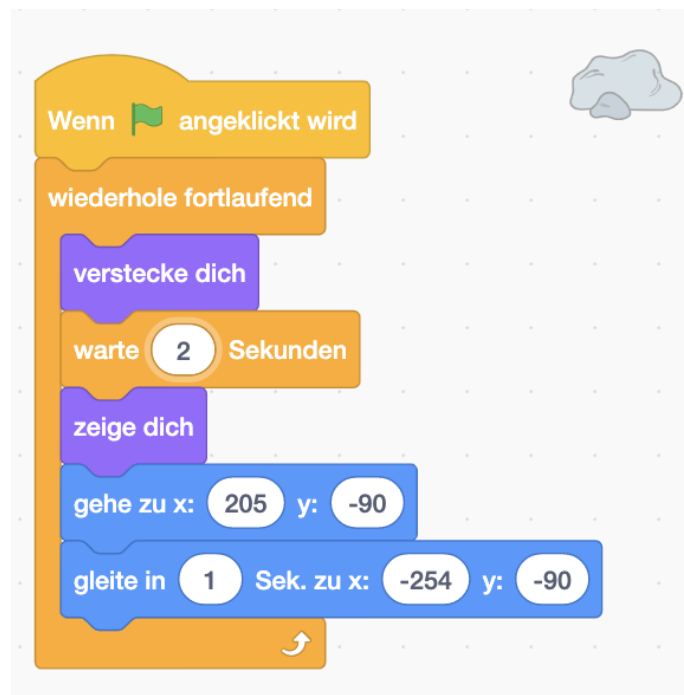 Wenn angeklickt wird
wiederhole fortlaufend
verstecke dich
warte 2 Sekunden
zeige dich
gehe zu x: 205 y: -90
gleite in 1 Sek. zu x: -254 y: -90